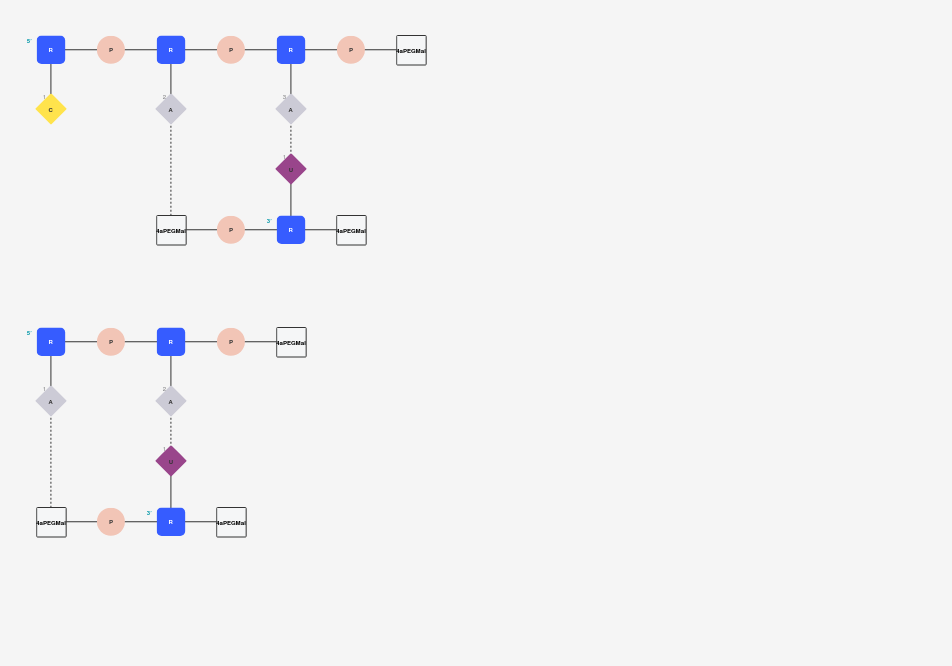 5' R P R P R P 4aPEGMal
1 2 3
C A A
1
U
3'
4aPEGMal P R 4aPEGMal
5' R P R P 4aPEGMal
1 2
A A
1
U
3'
4aPEGMal P R 4aPEGMal